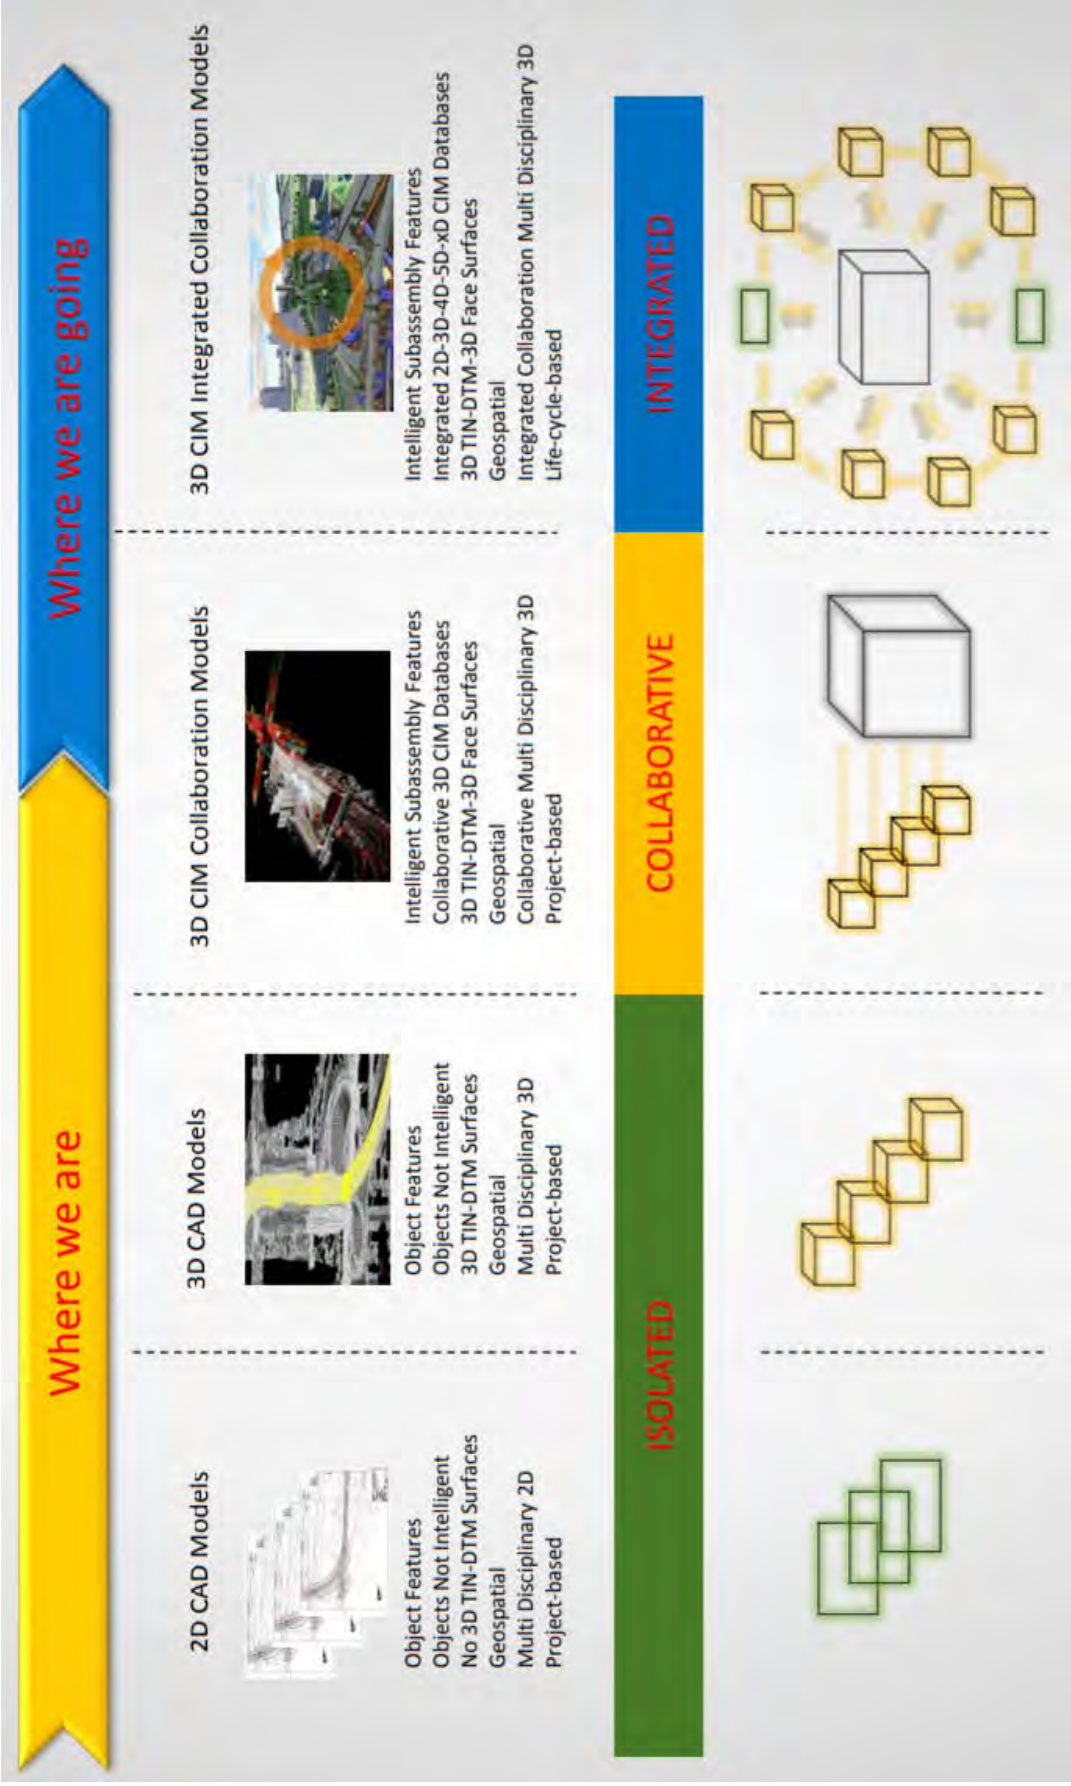 Where we are
Where we are going
2D CAD Models
Object Features
Objects Not Intelligent
No 3D TIN-DTM Surfaces
Geospatial
Multi Disciplinary 2D
Project-based
3D CAD Models
Object Features
Objects Not Intelligent
3D TIN-DTM Surfaces
Geospatial
Multi Disciplinary 3D
Project-based
3D CIM Collaboration Models
Intelligent Subassembly Features
Collaborative 3D CIM Databases
3D TIN-DTM-3D Face Surfaces
Geospatial
Collaborative Multi Disciplinary 3D
Project-based
3D CIM Integrated Collaboration Models
Intelligent Subassembly Features
Integrated 2D-3D-4D-5D-xD CIM Databases
3D TIN-DTM-3D Face Surfaces
Geospatial
Integrated Collaboration Multi Disciplinary 3D
Life-cycle-based
ISOLATED
COLLABORATIVE
INTEGRATED